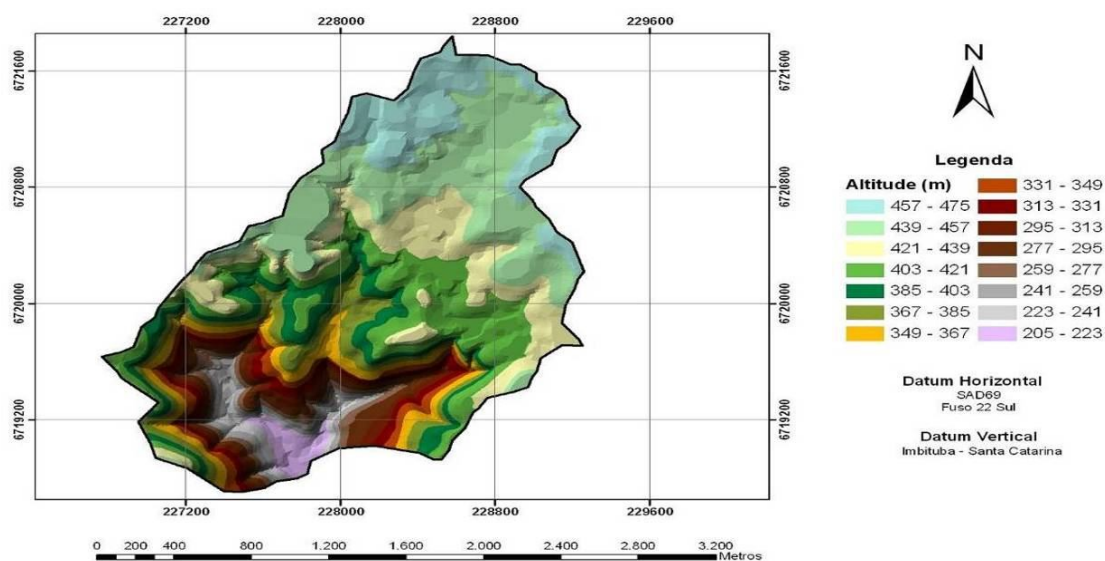 227200 228000 228800 229600
6721600 6721600
6720800 6720800
6720000 6720000
6719200 6719200
227200 228000 228800 229600
0 200 400 800 1.200 1.600 2.000 2.400 2.800 3.200
Metros
N
Legenda
Altitude (m)
457 - 475
439 - 457
421 - 439
403 - 421
385 - 403
367 - 385
349 - 367
331 - 349
313 - 331
295 - 313
277 - 295
259 - 277
241 - 259
223 - 241
205 - 223
Datum Horizontal
SAD69
Fuso 22 Sul
Datum Vertical
Imbituba - Santa Catarina